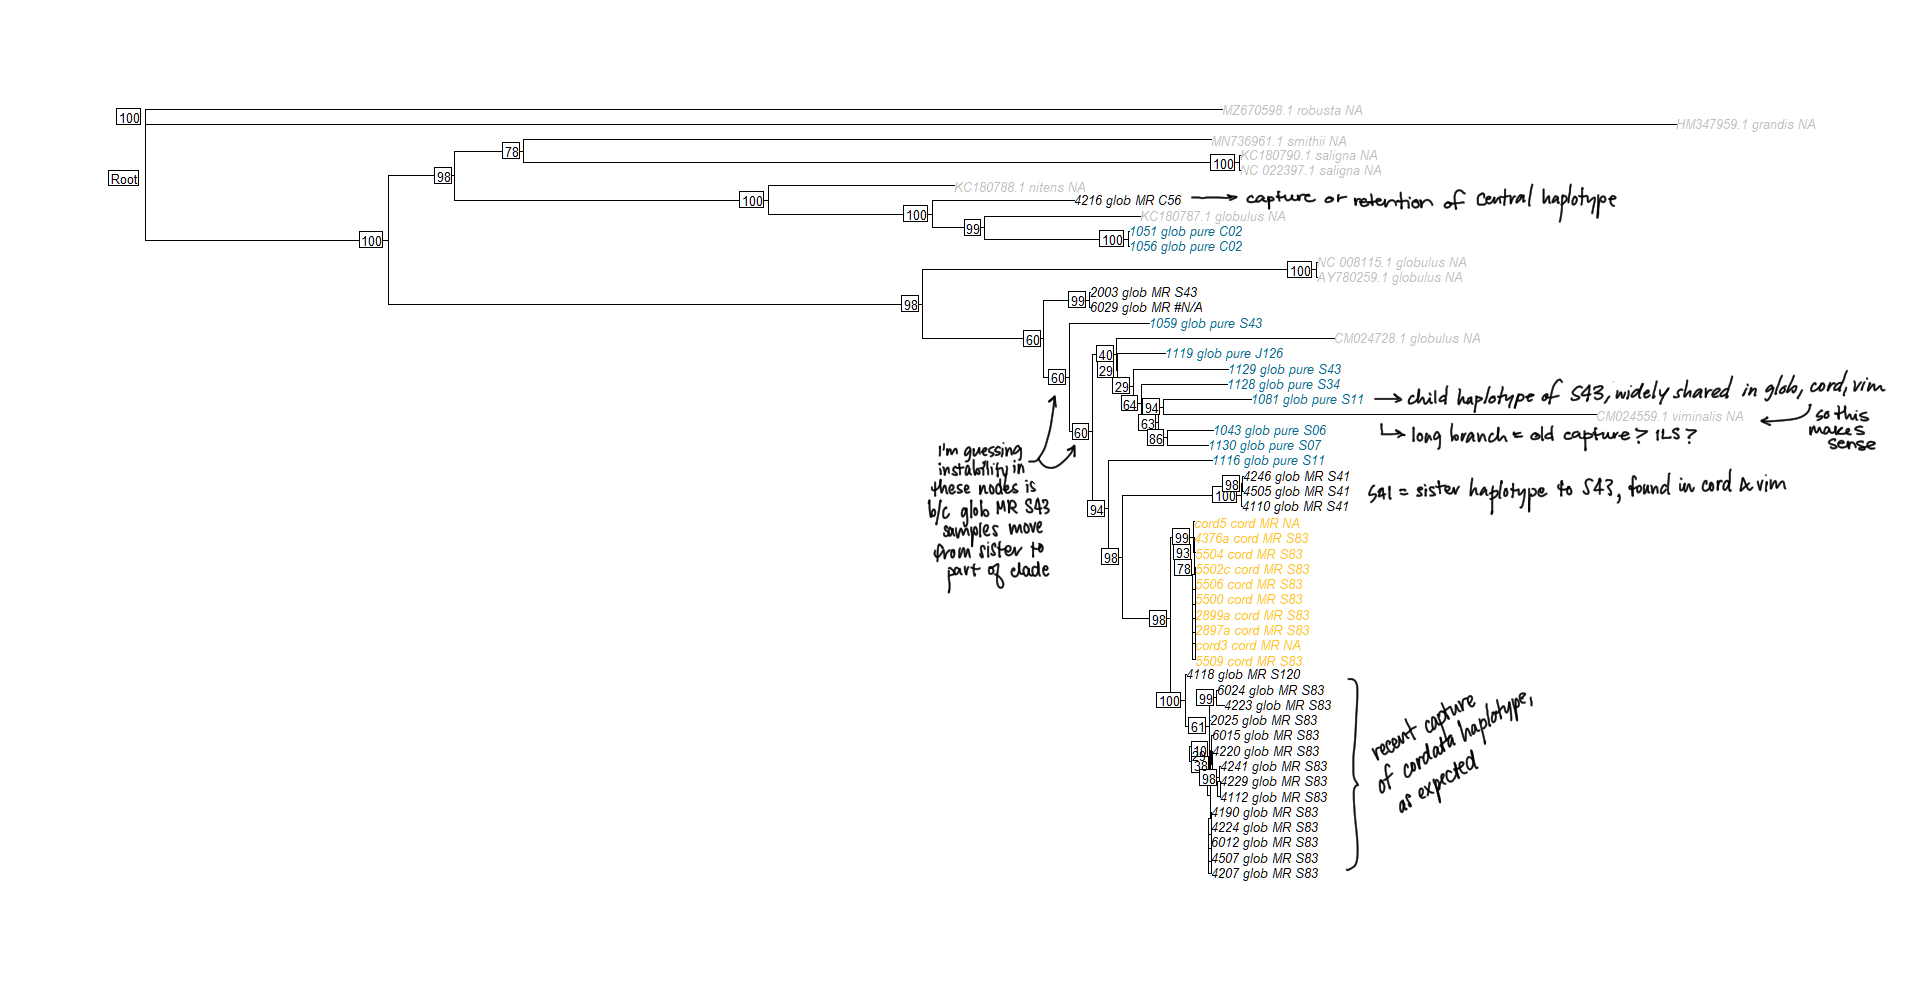 100
MZ670598.1 robusta NA
HM347959.1 grandis NA
Root
MN736961.1 smithii NA
78
KC180790.1 saligna NA
100
NC 022397.1 saligna NA
98
KC180788.1 nitens NA
100
4216 glob MR C56 → capture or retention of central haplotype
100
KC180787.1 globulus NA
99
1051 glob pure C02
100
1056 glob pure C02
100
NC 008115.1 globulus NA
100
AY780259.1 globulus NA
98
2003 glob MR S43
99
6029 glob MR #N/A
60
1059 glob pure S43
CM024728.1 globulus NA
40
1119 glob pure J126
29
1129 glob pure S43
60
29
1128 glob pure S34
64
94
1081 glob pure S11 → child haplotype of S43, widely shared in glob, cord, vim
CM024559.1 viminalis NA
so this
makes
sense
63
long branch = old capture? ILS?
1043 glob pure S06
60
86
1130 glob pure S07
I'm guessing
instability in
these nodes is
b/c glob MR S43
samples move
from sister to
part of clade
1116 glob pure S11
4246 glob MR S41
98
4505 glob MR S41
100
4110 glob MR S41
S41 = sister haplotype to S43, found in cord & vim
94
98
cord5 cord MR NA
99
4376a cord MR S83
93
5504 cord MR S83
78
5502c cord MR S83
5506 cord MR S83
5500 cord MR S83
98
2899a cord MR S83
2897a cord MR S83
cord3 cord MR NA
5509 cord MR S83
4118 glob MR S120
100
6024 glob MR S83
99
4223 glob MR S83
61
2025 glob MR S83
6015 glob MR S83
4220 glob MR S83
4241 glob MR S83
98
4229 glob MR S83
4112 glob MR S83
4190 glob MR S83
4224 glob MR S83
6012 glob MR S83
4507 glob MR S83
4207 glob MR S83
recent capture
of cordata haplotype,
as expected